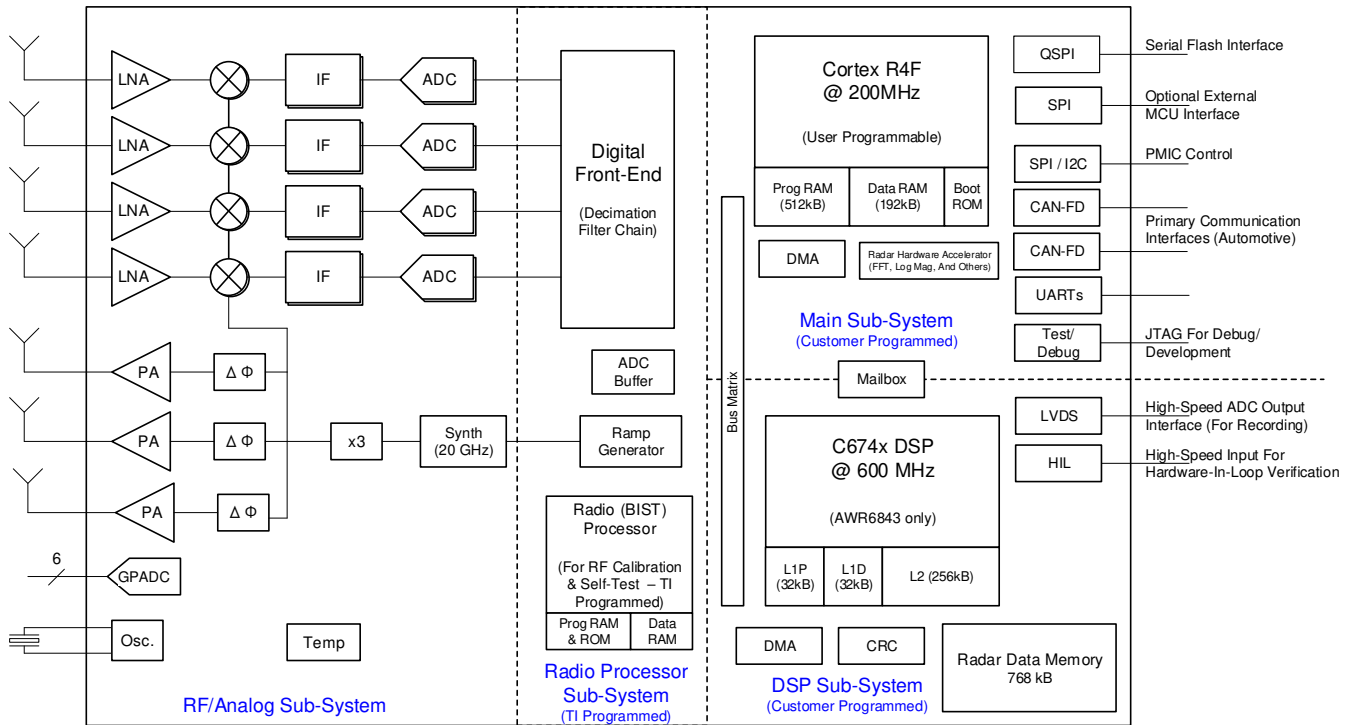 LNA
IF
ADC
LNA
IF
ADC
LNA
IF
ADC
LNA
IF
ADC
PA
Δ Φ
PA
Δ Φ
x3
Synth
(20 GHz)
PA
Δ Φ
6
GPADC
Osc.
Temp
RF/Analog Sub-System
Digital
Front-End
(Decimation
Filter Chain)
ADC
Buffer
Ramp
Generator
Radio (BIST)
Processor
(For RF Calibration
& Self-Test – TI
Programmed)
Prog RAM
& ROM
Data
RAM
Radio Processor
Sub-System
(TI Programmed)
Cortex R4F
@ 200MHz
(User Programmable)
Prog RAM
(512kB)
Data RAM
(192kB)
Boot
ROM
DMA
Radar Hardware Accelerator
(FFT, Log Mag, And Others)
Main Sub-System
(Customer Programmed)
Bus Matrix
Mailbox
C674x DSP
@ 600 MHz
(AWR6843 only)
L1P
(32kB)
L1D
(32kB)
L2 (256kB)
DMA
CRC
Radar Data Memory
768 kB
DSP Sub-System
(Customer Programmed)
QSPI
Serial Flash Interface
SPI
Optional External
MCU Interface
SPI / I2C
PMIC Control
CAN-FD
CAN-FD
Primary Communication
Interfaces (Automotive)
UARTs
Test/
Debug
JTAG For Debug/
Development
LVDS
High-Speed ADC Output
Interface (For Recording)
HIL
High-Speed Input For
Hardware-In-Loop Verification